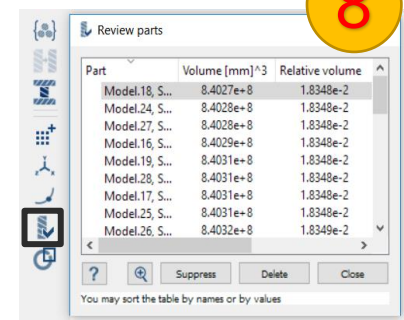 8
Review parts
Part Volume [mm]^3 Relative volume
Model.18, S... 8.4027e+8 1.8348e-2
Model.24, S... 8.4028e+8 1.8348e-2
Model.27, S... 8.4028e+8 1.8348e-2
Model.16, S... 8.4029e+8 1.8348e-2
Model.19, S... 8.4031e+8 1.8348e-2
Model.28, S... 8.4031e+8 1.8348e-2
Model.17, S... 8.4031e+8 1.8348e-2
Model.25, S... 8.4031e+8 1.8348e-2
Model.26, S... 8.4032e+8 1.8349e-2
? Suppress Delete Close
You may sort the table by names or by values